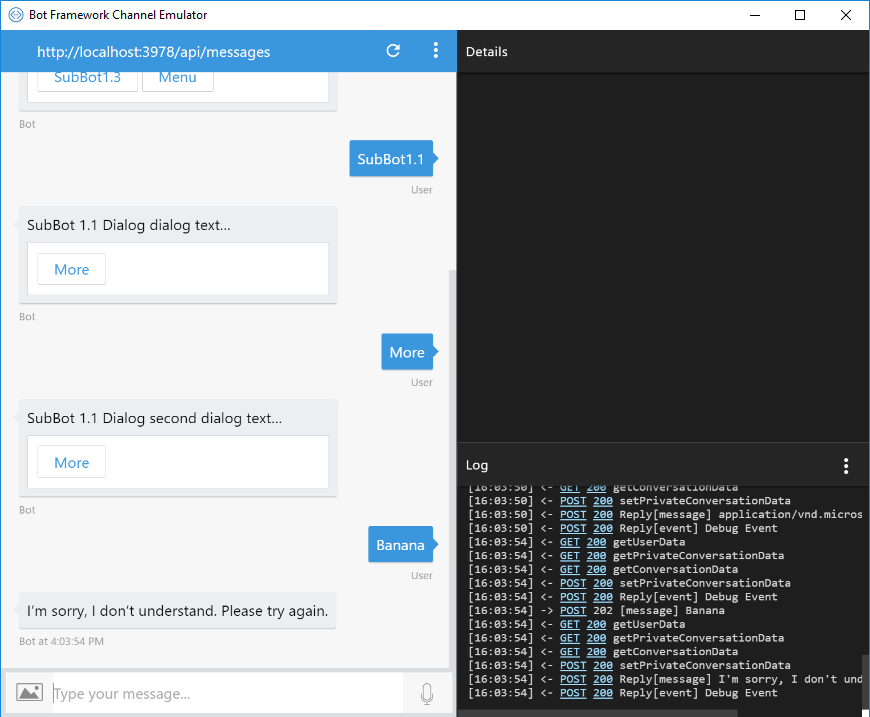 Bot Framework Channel Emulator
http://localhost:3978/api/messages
SubBot1.3 Menu
Bot
SubBot1.1
User
SubBot 1.1 Dialog dialog text...
More
Bot
More
User
SubBot 1.1 Dialog second dialog text...
More
Bot
Banana
User
I'm sorry, I don't understand. Please try again.
Bot at 4:03:54 PM
Type your message...
Details
Log
[16:03:50] <- GET 200 getConversationData
[16:03:50] <- POST 200 setPrivateConversationData
[16:03:50] <- POST 200 Reply[message] application/vnd.micros
[16:03:50] <- POST 200 Reply[event] Debug Event
[16:03:54] <- GET 200 getUserData
[16:03:54] <- GET 200 getPrivateConversationData
[16:03:54] <- GET 200 getConversationData
[16:03:54] <- POST 200 setPrivateConversationData
[16:03:54] <- POST 200 Reply[event] Debug Event
[16:03:54] -> POST 202 [message] Banana
[16:03:54] <- GET 200 getUserData
[16:03:54] <- GET 200 getPrivateConversationData
[16:03:54] <- GET 200 getConversationData
[16:03:54] <- POST 200 setPrivateConversationData
[16:03:54] <- POST 200 Reply[message] I'm sorry, I don't und
[16:03:54] <- POST 200 Reply[event] Debug Event